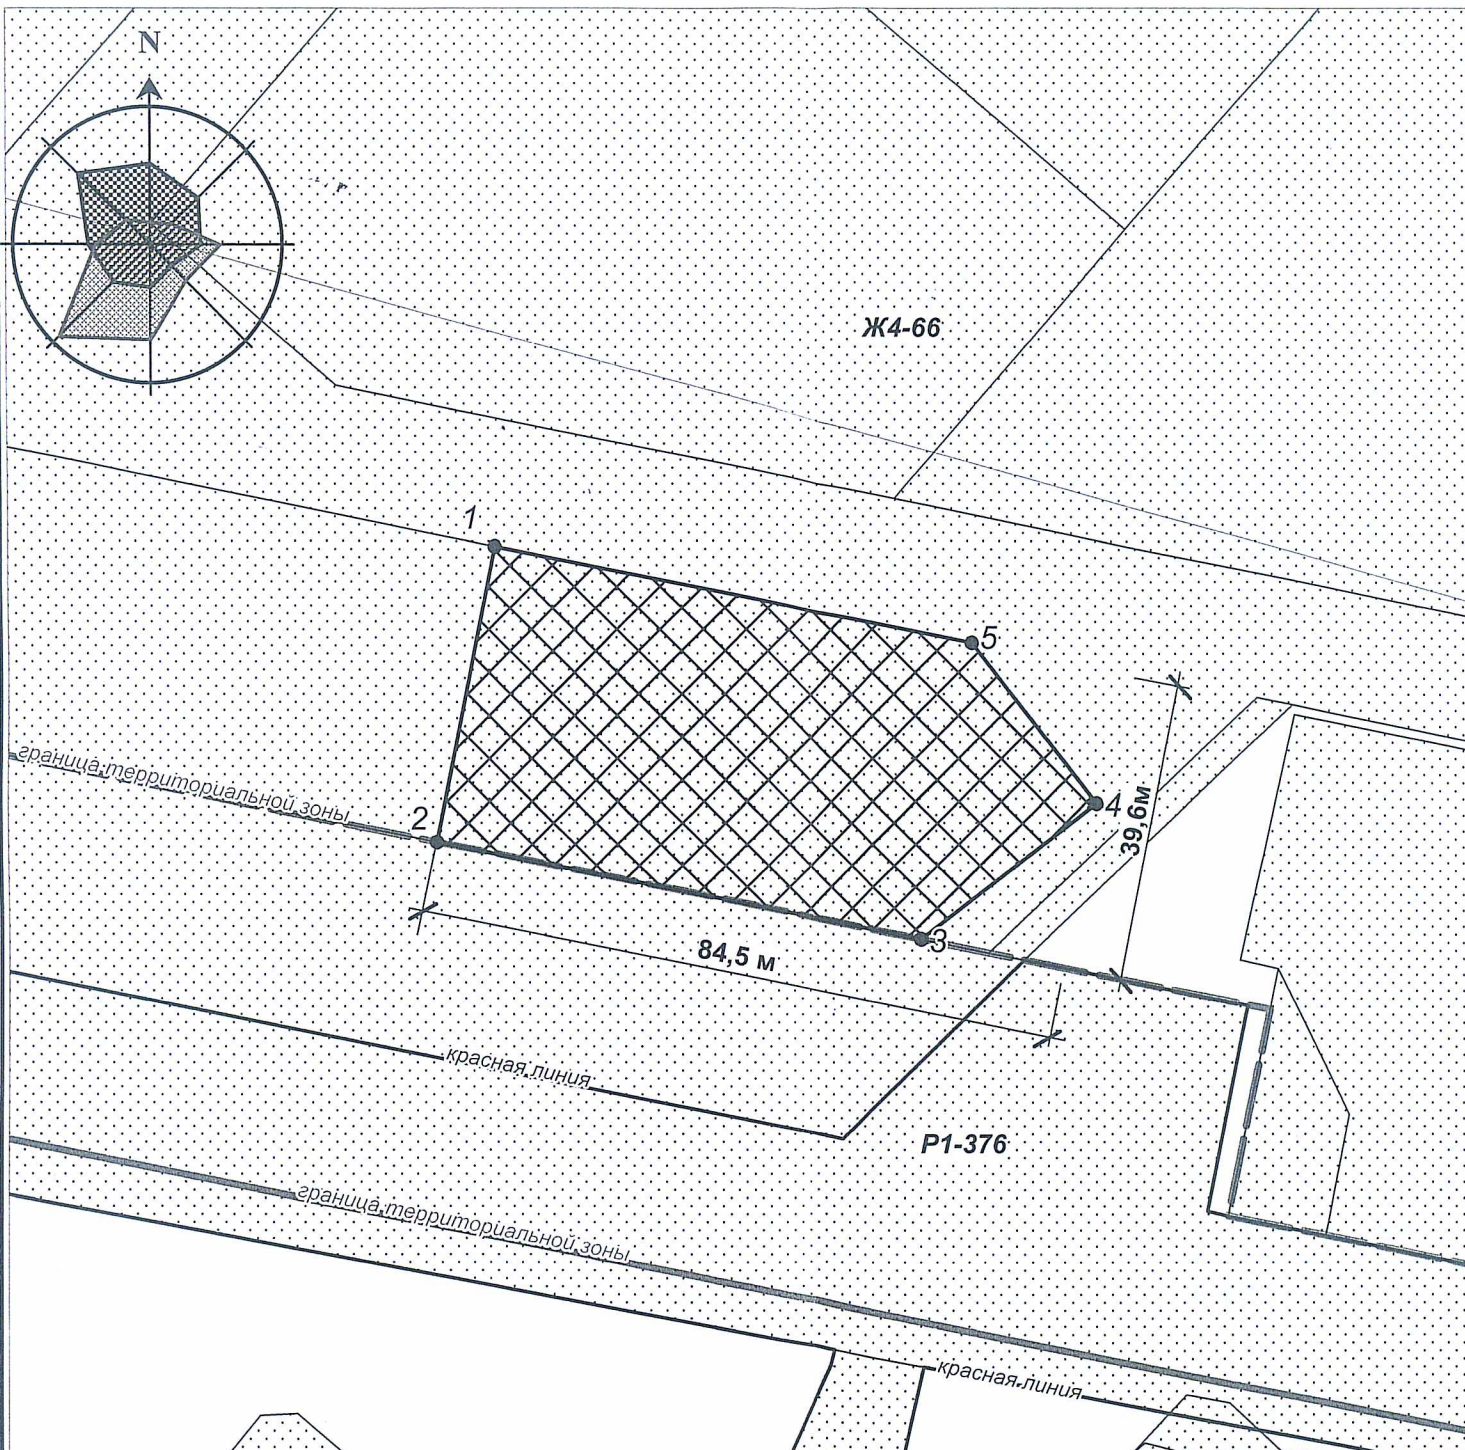 N
Ж4-66
1
5
граница территориальной зоны
2
4
39,6м
3
84,5 м
красная линия
Р1-376
граница территориальной зоны
красная линия